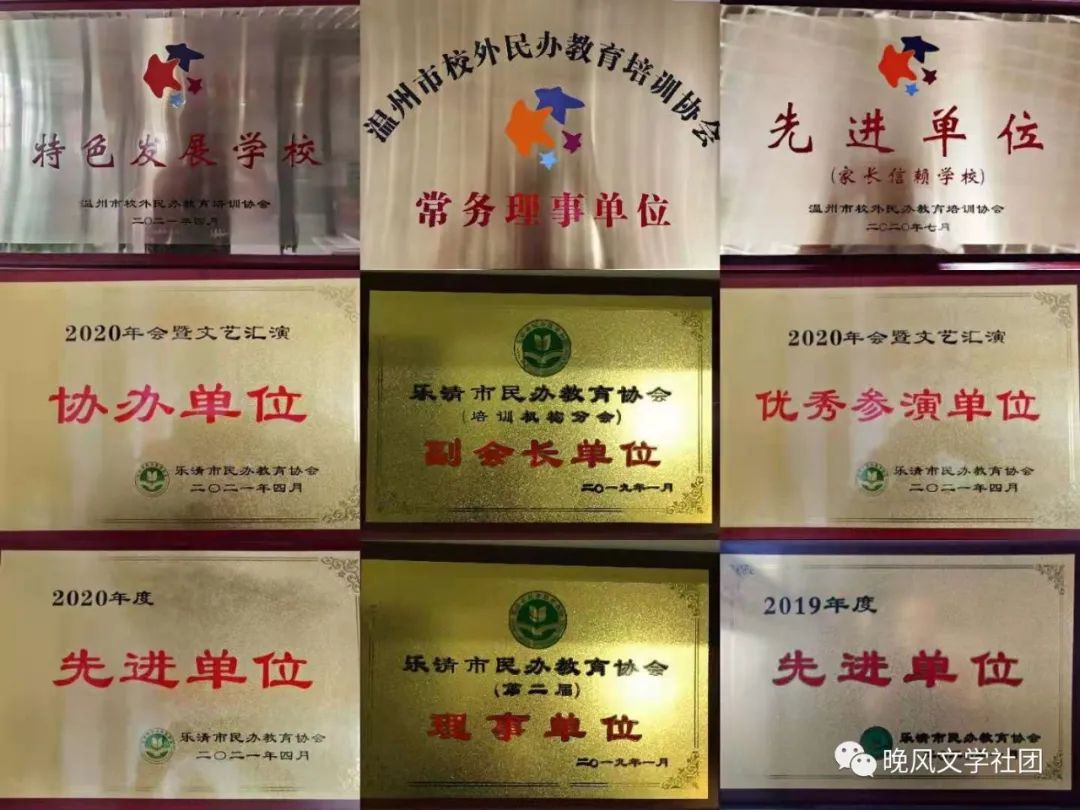 特色发展学校
温州市校外民办教育培训协会
二〇二一年四月
温州市校外民办教育培训协会
常务理事单位
先进单位
(家长信赖学校)
温州市校外民办教育培训协会
二〇二〇年七月
2020年会暨文艺汇演
协办单位
乐清市民办教育协会
二〇二一年四月
乐清市民办教育协会
(培训机构分会)
副会长单位
二〇一九年一月
2020年会暨文艺汇演
优秀参演单位
乐清市民办教育协会
二〇二一年四月
2020年度
先进单位
乐清市民办教育协会
二〇二一年四月
乐清市民办教育协会
(第二届)
理事单位
二〇一九年一月
2019年度
先进单位
乐清市民办教育协会
晚风文学社团